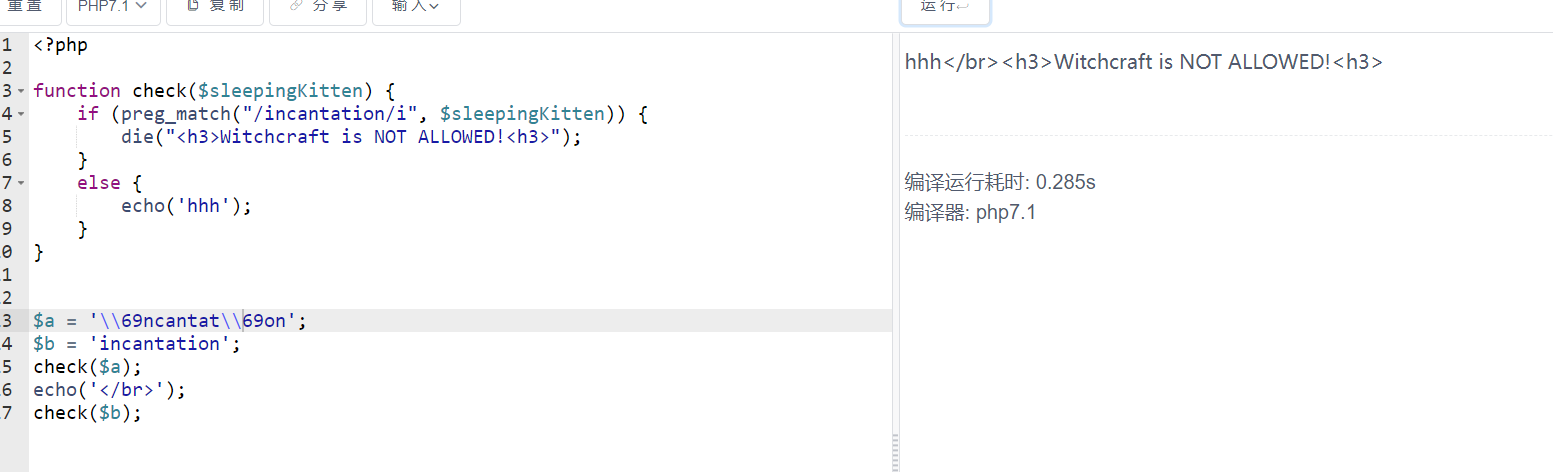 重置 PHP7.1 复制 分享 输入 运行
1 <?php
2
3 function check($sleepingKitten) {
4     if (preg_match("/incantation/i", $sleepingKitten)) {
5         die("<h3>Witchcraft is NOT ALLOWED!<h3>");
6     }
7     else {
8         echo('hhh');
9     }
0 }
1
2
3 $a = '\\69ncantat\\69on';
4 $b = 'incantation';
5 check($a);
6 echo('</br>');
7 check($b);
hhh</br><h3>Witchcraft is NOT ALLOWED!<h3>
编译运行耗时: 0.285s
编译器: php7.1